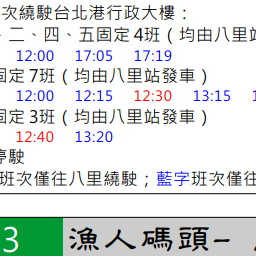 次繞駛台北港行政大樓：
、二、四、五固定 4班（均由八里站
12:00 17:05 17:19
固定 7班（均由八里站發車）
12:00 12:15 12:30 13:15
固定 3班（均由八里站發車）
12:40 13:20
停駛
班次僅往八里繞駛；藍字班次僅往
3 漁人碼頭-